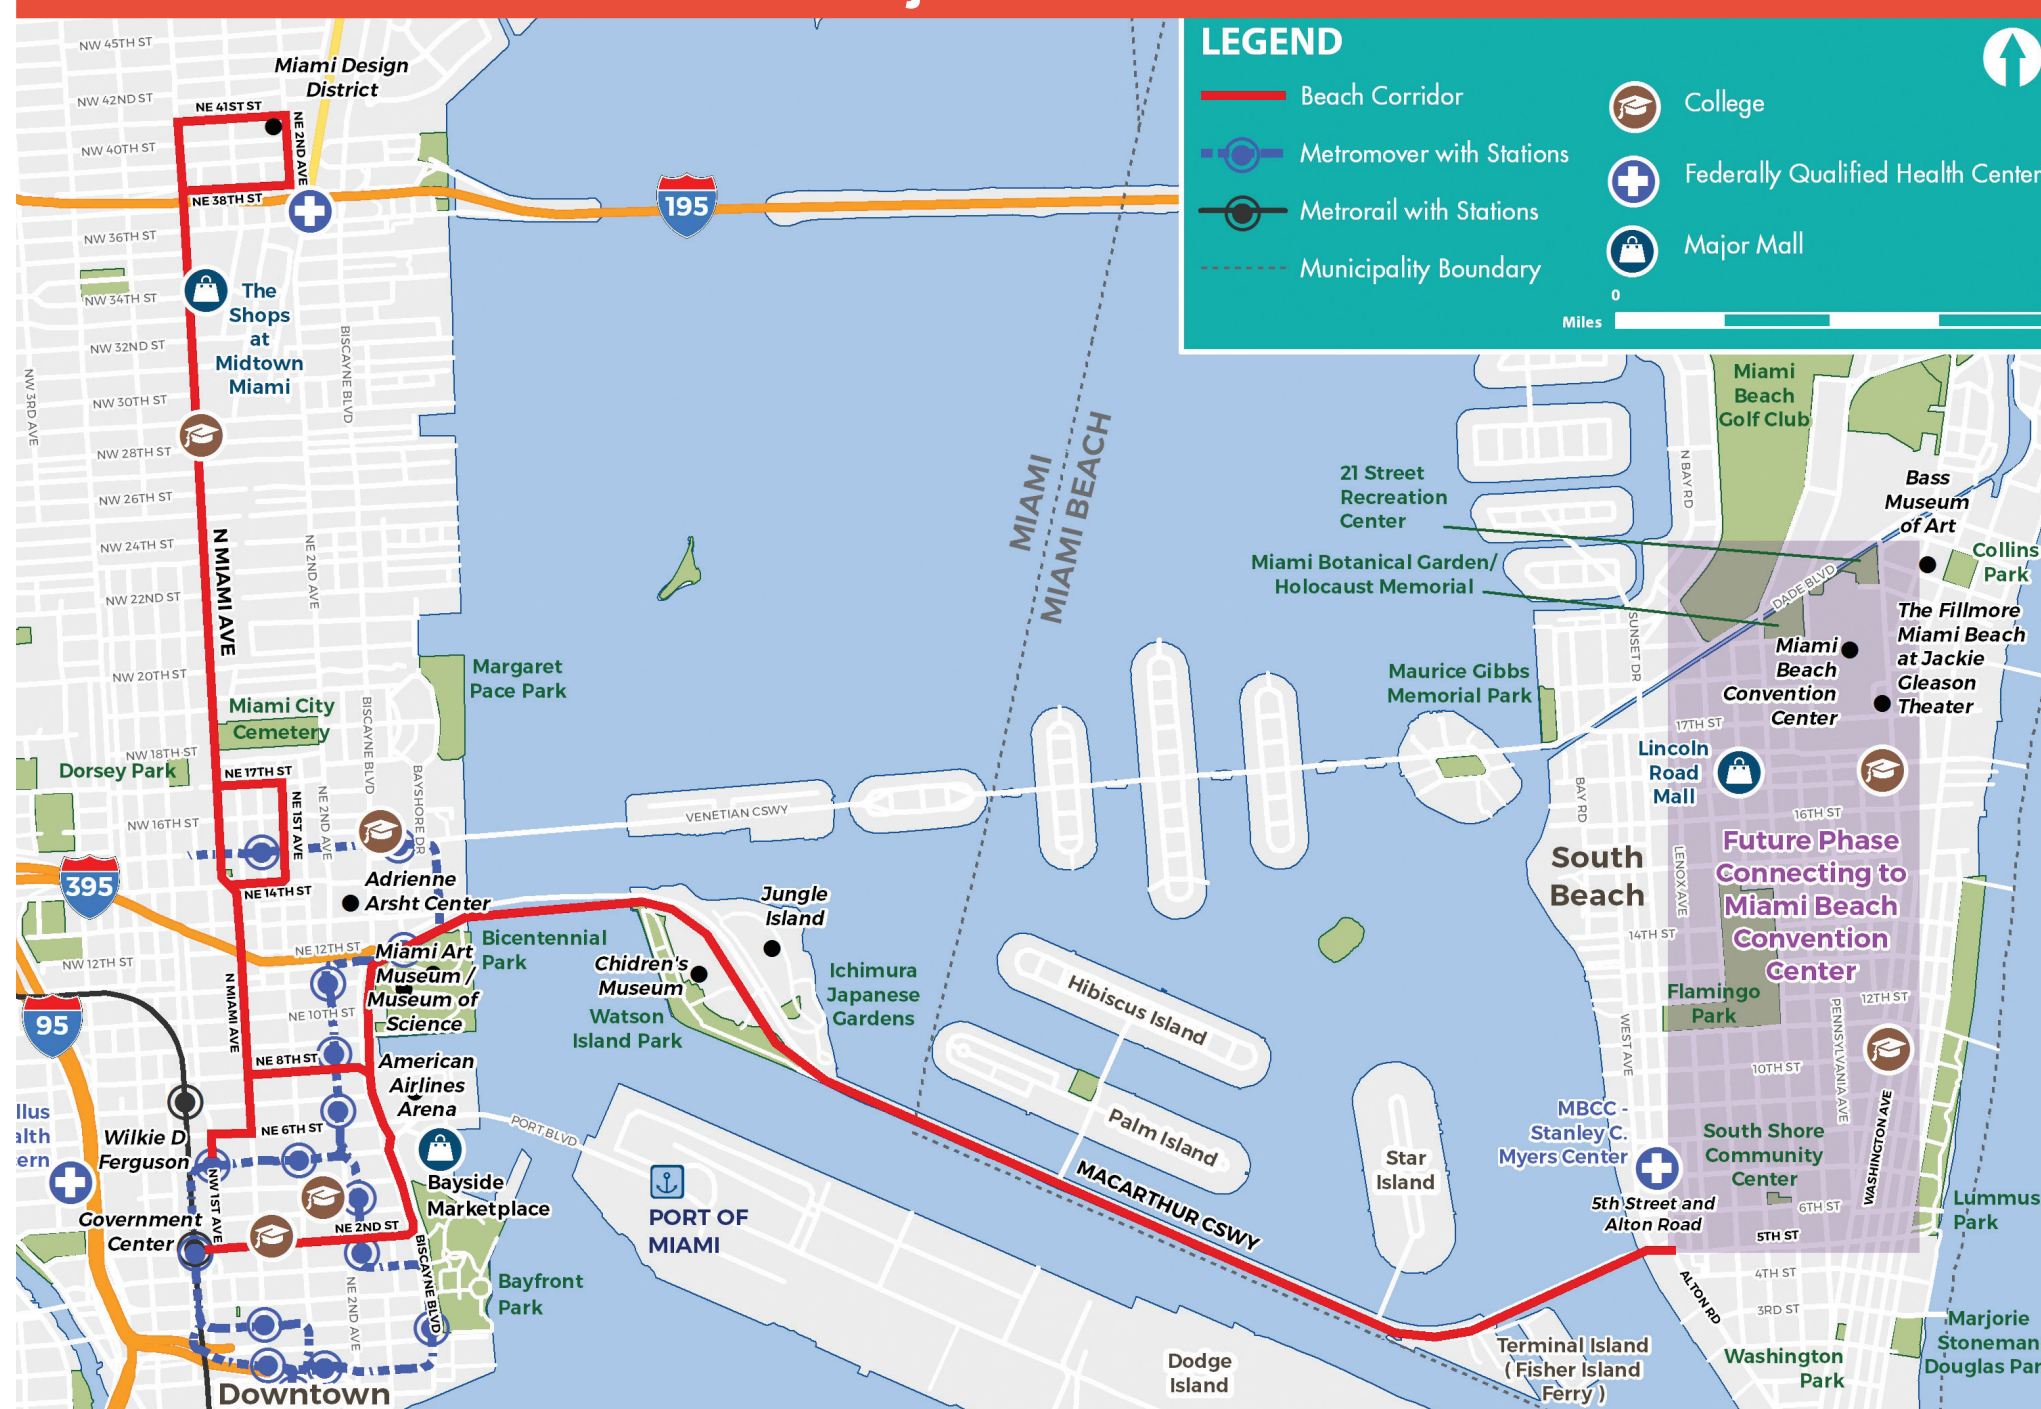 LEGEND
Beach Corridor
Metromover with Stations
Metrorail with Stations
Municipality Boundary
College
Federally Qualified Health Center
Major Mall
0
Miles
NW 45TH ST
NW 42ND ST
NW 40TH ST
NW 36TH ST
NW 34TH ST
NW 32ND ST
NW 30TH ST
NW 28TH ST
NW 26TH ST
NW 24TH ST
NW 22ND ST
NW 20TH ST
NW 18TH ST
NW 16TH ST
NW 12TH ST
NW 3RD AVE
Miami Design
District
NE 41ST ST
NE 2ND AVE
NE 38TH ST
195
The
Shops
at
Midtown
Miami
BISCAYNE BLVD
N MIAMI AVE
NE 2ND AVE
Margaret
Pace Park
Miami City
Cemetery
BISCAYNE BLVD
BAYSHORE DR
Dorsey Park
NE 17TH ST
NE 1ST AVE
NE 2ND AVE
NE 14TH ST
395
Adrienne
Arsht Center
NE 12TH ST
Miami Art
Museum /
Museum of
Science
Bicentennial
Park
95
N MIAMI AVE
NE 10TH ST
NE 8TH ST
American
Airlines
Arena
NE 6TH ST
Wilkie D
Ferguson
llus
alth
ern
NW 1ST AVE
Government
Center
NE 2ND ST
Bayside
Marketplace
BISCAYNE BLVD
NE 2ND AVE
Bayfront
Park
Downtown
PORT BLVD
PORT OF
MIAMI
VENETIAN CSWY
Jungle
Island
Chidren's
Museum
Watson
Island Park
Ichimura
Japanese
Gardens
MIAMI
MIAMI BEACH
Hibiscus Island
Palm Island
Star
Island
MACARTHUR CSWY
Dodge
Island
Terminal Island
( Fisher Island
Ferry )
21 Street
Recreation
Center
Miami Botanical Garden/
Holocaust Memorial
Maurice Gibbs
Memorial Park
Miami
Beach
Golf Club
N BAY RD
SUNSET DR
DADE BLVD
Bass
Museum
of Art
Collins
Park
The Fillmore
Miami Beach
at Jackie
Gleason
Theater
Miami
Beach
Convention
Center
17TH ST
Lincoln
Road
Mall
BAY RD
16TH ST
South
Beach
LENOX AVE
Future Phase
Connecting to
Miami Beach
Convention
Center
14TH ST
Flamingo
Park
12TH ST
WEST AVE
PENNSYLVANIA AVE
10TH ST
WASHINGTON AVE
MBCC -
Stanley C.
Myers Center
South Shore
Community
Center
5th Street and
Alton Road
6TH ST
5TH ST
4TH ST
3RD ST
ALTON RD
Lummus
Park
Washington
Park
Marjorie
Stoneman
Douglas Par